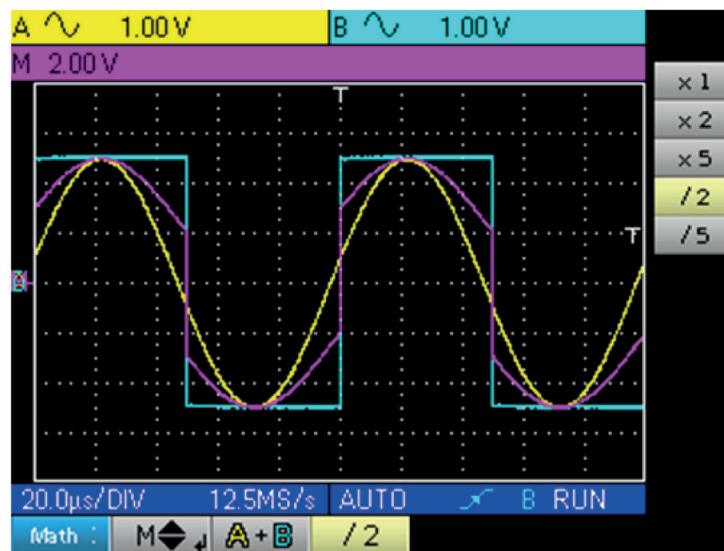 A 1.00 V B 1.00 V
M 2.00 V
T
x 1
x 2
x 5
/ 2
/ 5
T
20.0µs/DIV 12.5MS/s AUTO B RUN
Math : M A + B / 2